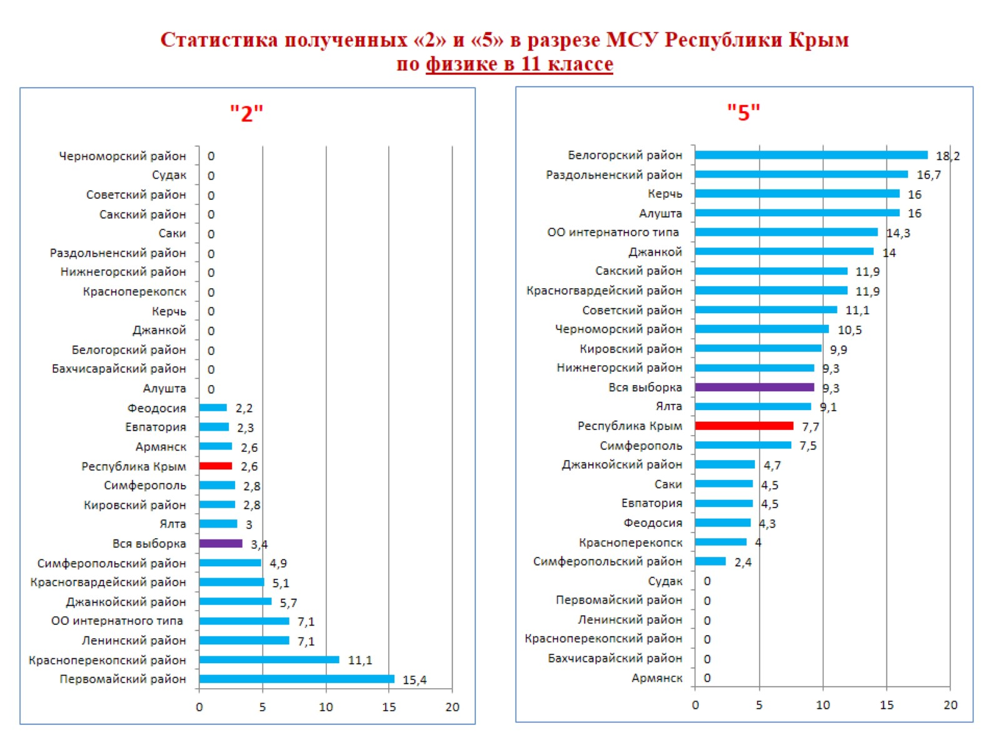 Статистика полученных «2» и «5» в разрезе МСУ Республики Крым
по физике в 11 классе
"2"
Черноморский район 0
Судак 0
Советский район 0
Сакский район 0
Саки 0
Раздольненский район 0
Нижнегорский район 0
Красноперекопск 0
Керчь 0
Джанкой 0
Белогорский район 0
Бахчисарайский район 0
Алушта 0
Феодосия 2,2
Евпатория 2,3
Армянск 2,6
Республика Крым 2,6
Симферополь 2,8
Кировский район 2,8
Ялта 3
Вся выборка 3,4
Симферопольский район 4,9
Красногвардейский район 5,1
Джанкойский район 5,7
ОО интернатного типа 7,1
Ленинский район 7,1
Красноперекопский район 11,1
Первомайский район 15,4
0 5 10 15 20
"5"
Белогорский район 18,2
Раздольненский район 16,7
Керчь 16
Алушта 16
ОО интернатного типа 14,3
Джанкой 14
Сакский район 11,9
Красногвардейский район 11,9
Советский район 11,1
Черноморский район 10,5
Кировский район 9,9
Нижнегорский район 9,3
Вся выборка 9,3
Ялта 9,1
Республика Крым 7,7
Симферополь 7,5
Джанкойский район 4,7
Саки 4,5
Евпатория 4,5
Феодосия 4,3
Красноперекопск 4
Симферопольский район 2,4
Судак 0
Первомайский район 0
Ленинский район 0
Красноперекопский район 0
Бахчисарайский район 0
Армянск 0
0 5 10 15 20